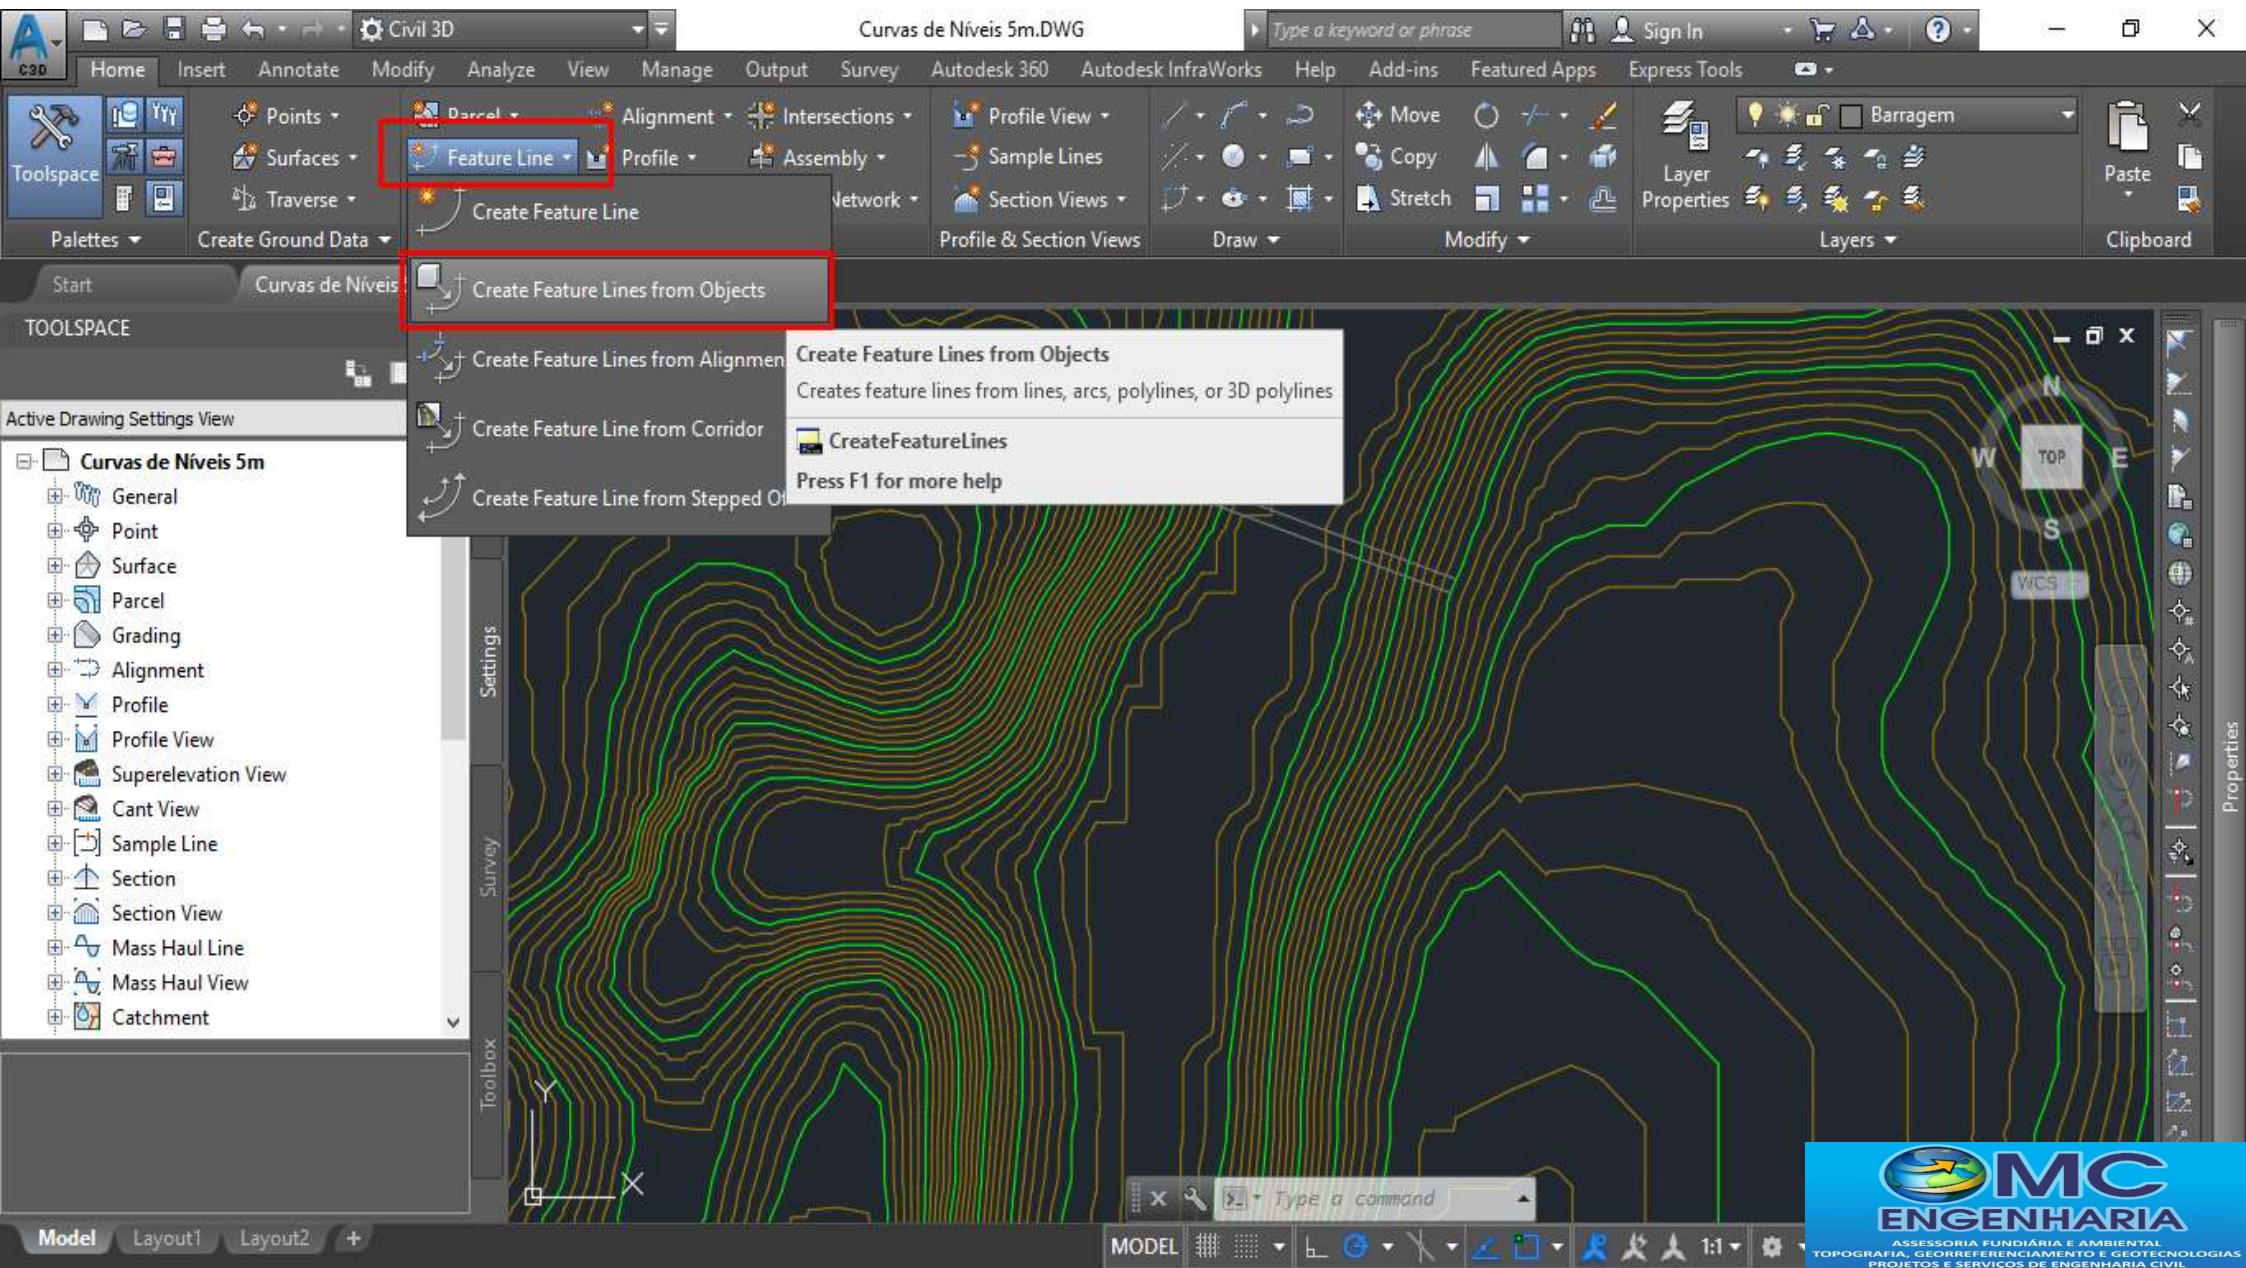 Civil 3D
Curvas de Níveis 5m.DWG
Type a keyword or phrase
Sign In
C3D
Home Insert Annotate Modify Analyze View Manage Output Survey Autodesk 360 Autodesk InfraWorks Help Add-ins Featured Apps Express Tools
Points Parcel Alignment Intersections Profile View Move Barragem
Toolspace Surfaces Feature Line Profile Assembly Sample Lines Copy Layer Properties Paste
Traverse Network Section Views Stretch
Palettes Create Ground Data Profile & Section Views Draw Modify Layers Clipboard
Create Feature Line
Create Feature Lines from Objects
Create Feature Lines from Alignmen
Create Feature Line from Corridor
Create Feature Line from Stepped Of
Create Feature Lines from Objects
Creates feature lines from lines, arcs, polylines, or 3D polylines
CreateFeatureLines
Press F1 for more help
Start
Curvas de Níveis
TOOLSPACE
Active Drawing Settings View
Curvas de Níveis 5m
General
Point
Surface
Parcel
Grading
Alignment
Profile
Profile View
Superelevation View
Cant View
Sample Line
Section
Section View
Mass Haul Line
Mass Haul View
Catchment
Settings
Survey
Toolbox
N
W
TOP
E
S
WCS
Properties
Y
X
Type a command
Model Layout1 Layout2 +
MODEL
1:1
MC
ENGENHARIA
ASSESSORIA FUNDIÁRIA E AMBIENTAL
TOPOGRAFIA, GEORREFERENCIAMENTO E GEOTECNOLOGIAS
PROJETOS E SERVIÇOS DE ENGENHARIA CIVIL